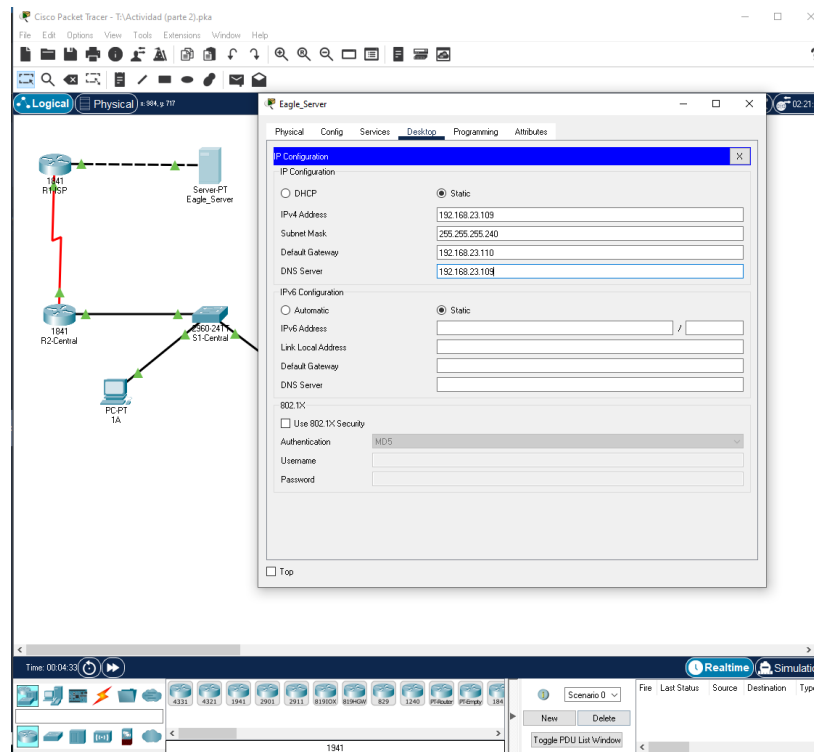 Cisco Packet Tracer - T:\Actividad (parte 2).pka
File Edit Options View Tools Extensions Window Help
Logical Physical x: 984, y: 717
02:21:
Eagle_Server
Physical Config Services Desktop Programming Attributes
IP Configuration X
IP Configuration
DHCP Static
IPv4 Address 192.168.23.109
Subnet Mask 255.255.255.240
Default Gateway 192.168.23.110
DNS Server 192.168.23.109
IPv6 Configuration
Automatic Static
IPv6 Address /
Link Local Address
Default Gateway
DNS Server
802.1X
Use 802.1X Security
Authentication MD5
Username
Password
Top
1841
R1-ISP
Server-PT
Eagle_Server
1841
R2-Central
2960-24TT
S1-Central
PC-PT
1A
Time: 00:04:33
Realtime Simulatio
4331 4321 1941 2901 2911 819IOX 819HGW 829 1240 PT-Router PT-Empty 184
1941
Scenario 0
New Delete
Toggle PDU List Window
Fire Last Status Source Destination Type